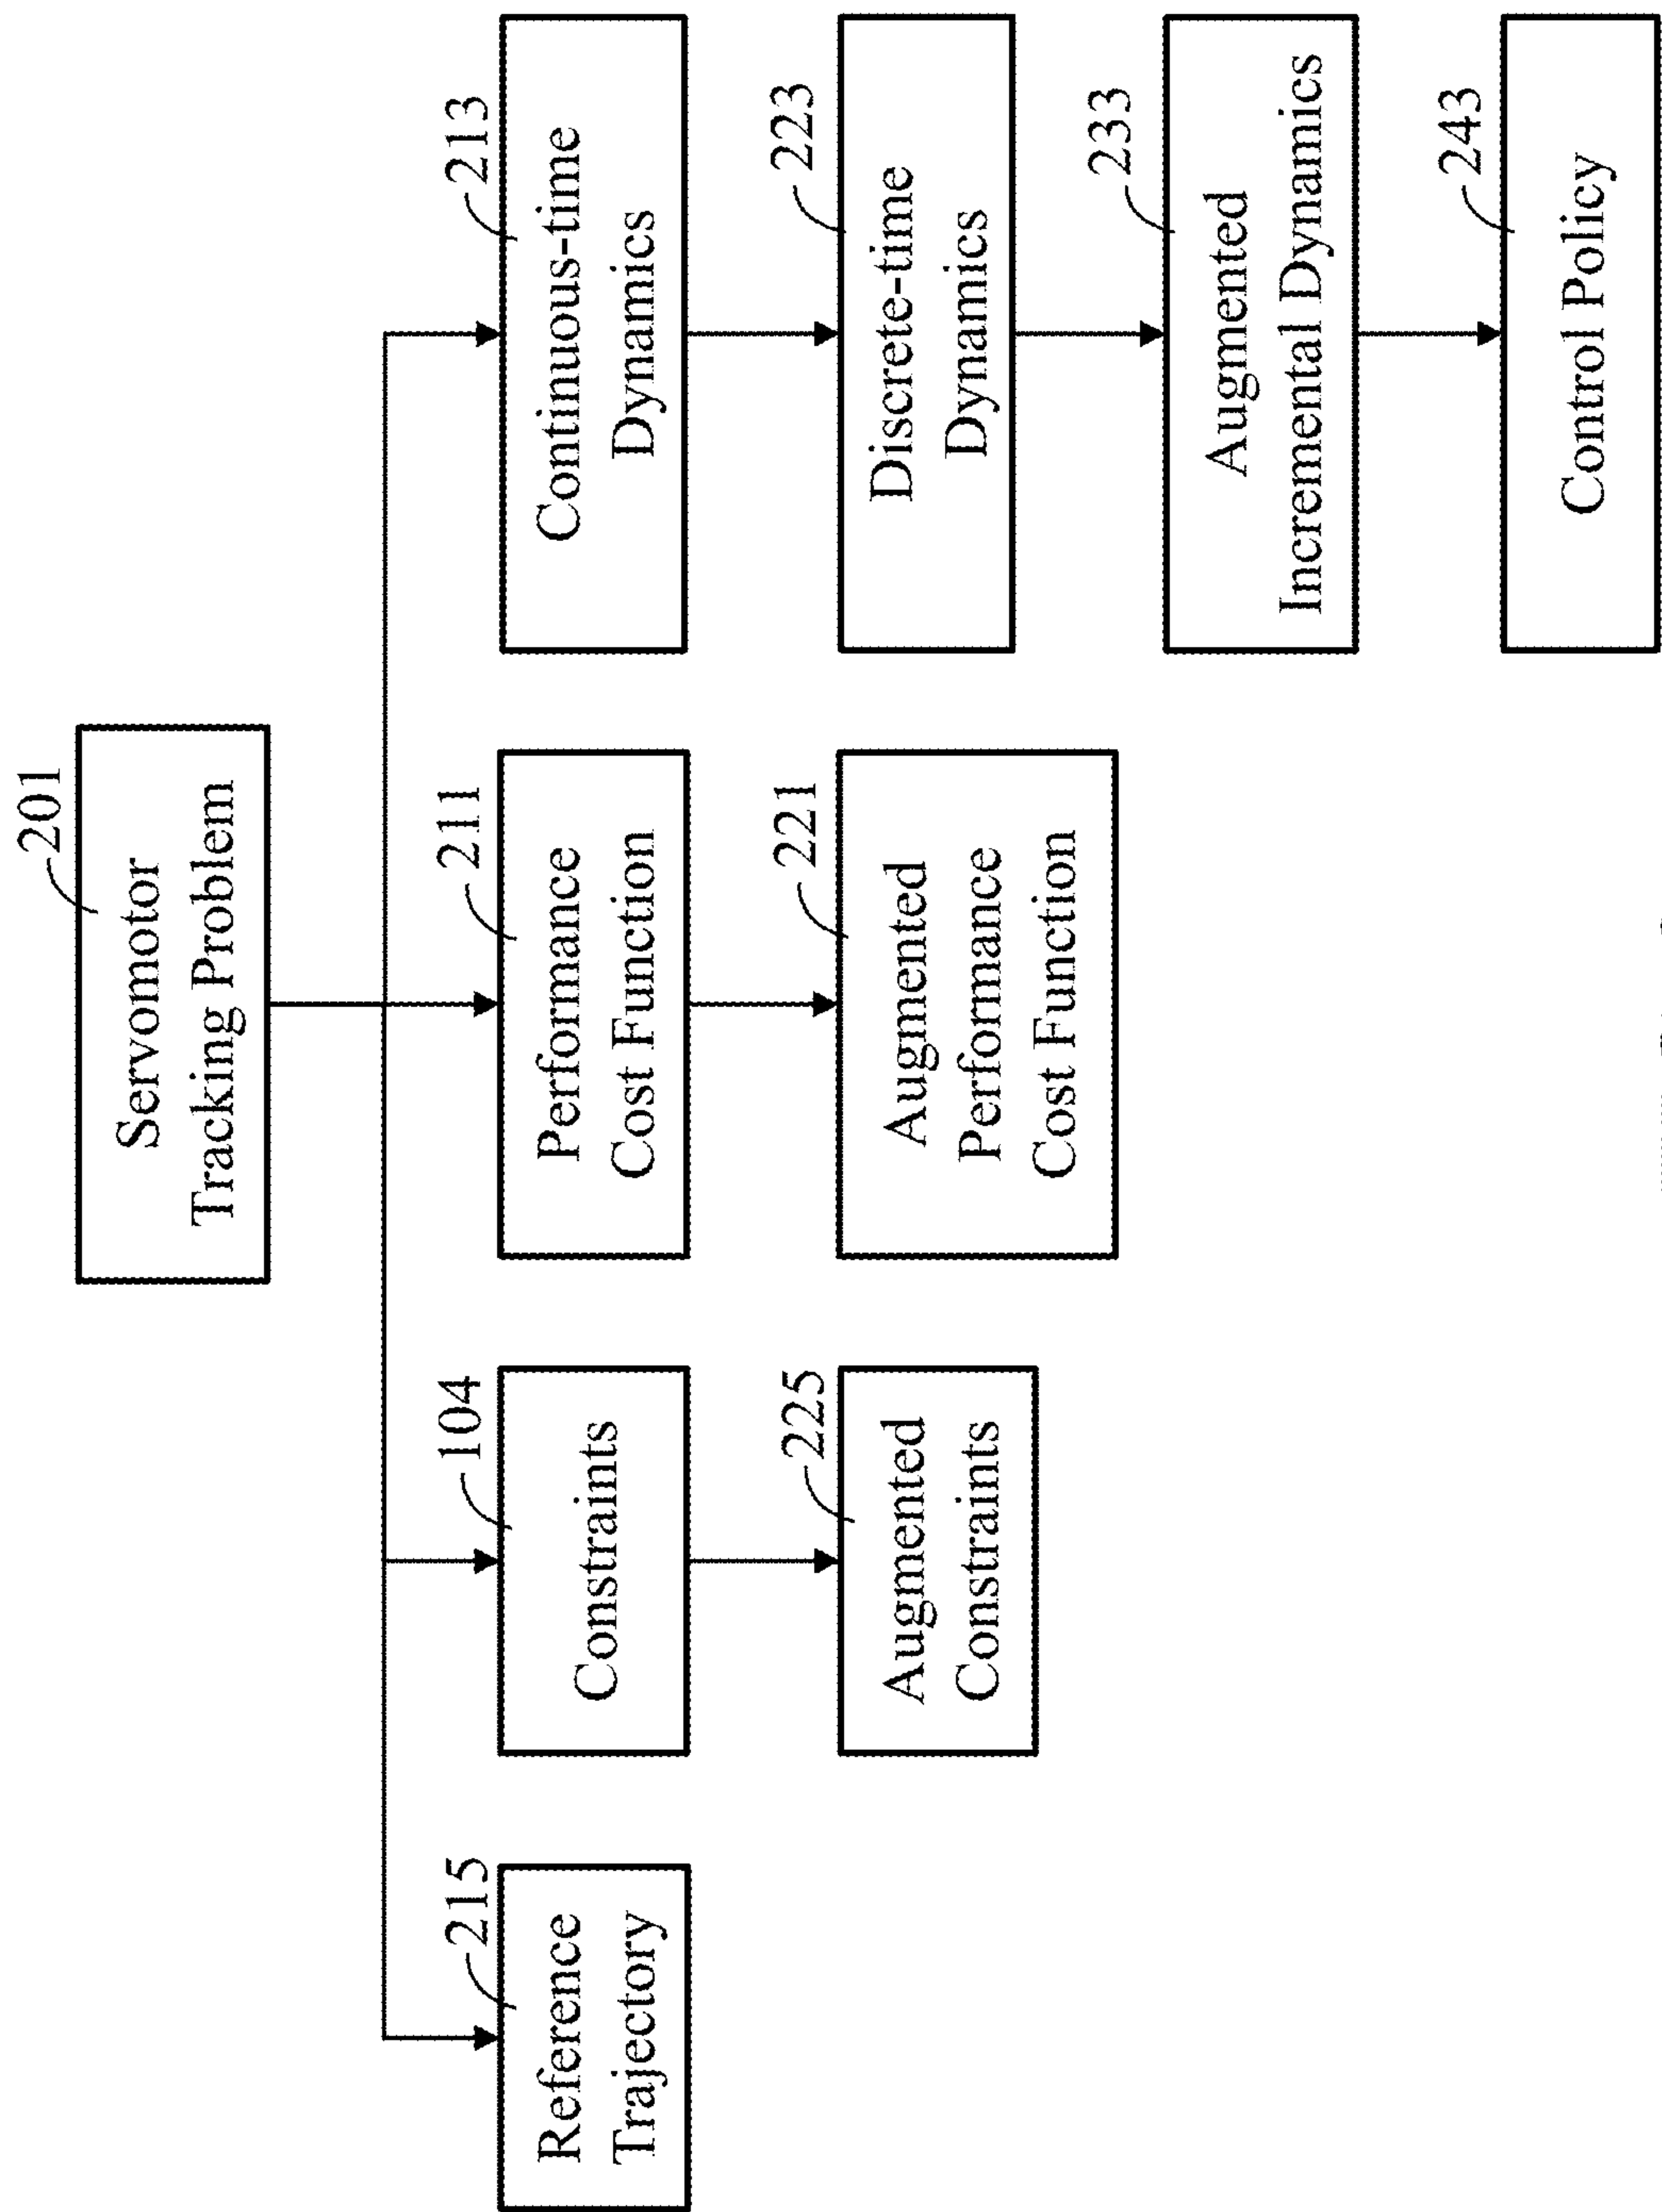 201
Servomotor
Tracking Problem
215
Reference
Trajectory
104
Constraints
211
Performance
Cost Function
213
Continuous-time
Dynamics
225
Augmented
Constraints
221
Augmented
Performance
Cost Function
223
Discrete-time
Dynamics
233
Augmented
Incremental Dynamics
243
Control Policy